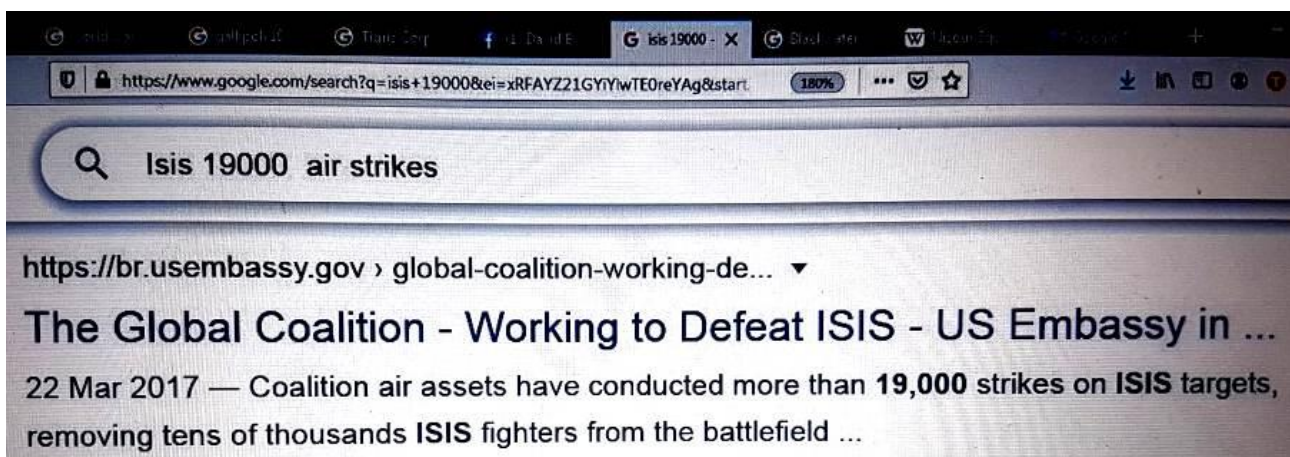 isis 19000 -
https://www.google.com/search?q=isis+19000&ei=xRFAYZ21GYiYlwTE0reYAg&start
180%
Isis 19000 air strikes
https://br.usembassy.gov › global-coalition-working-de...
The Global Coalition - Working to Defeat ISIS - US Embassy in ...
22 Mar 2017 — Coalition air assets have conducted more than 19,000 strikes on ISIS targets,
removing tens of thousands ISIS fighters from the battlefield ...